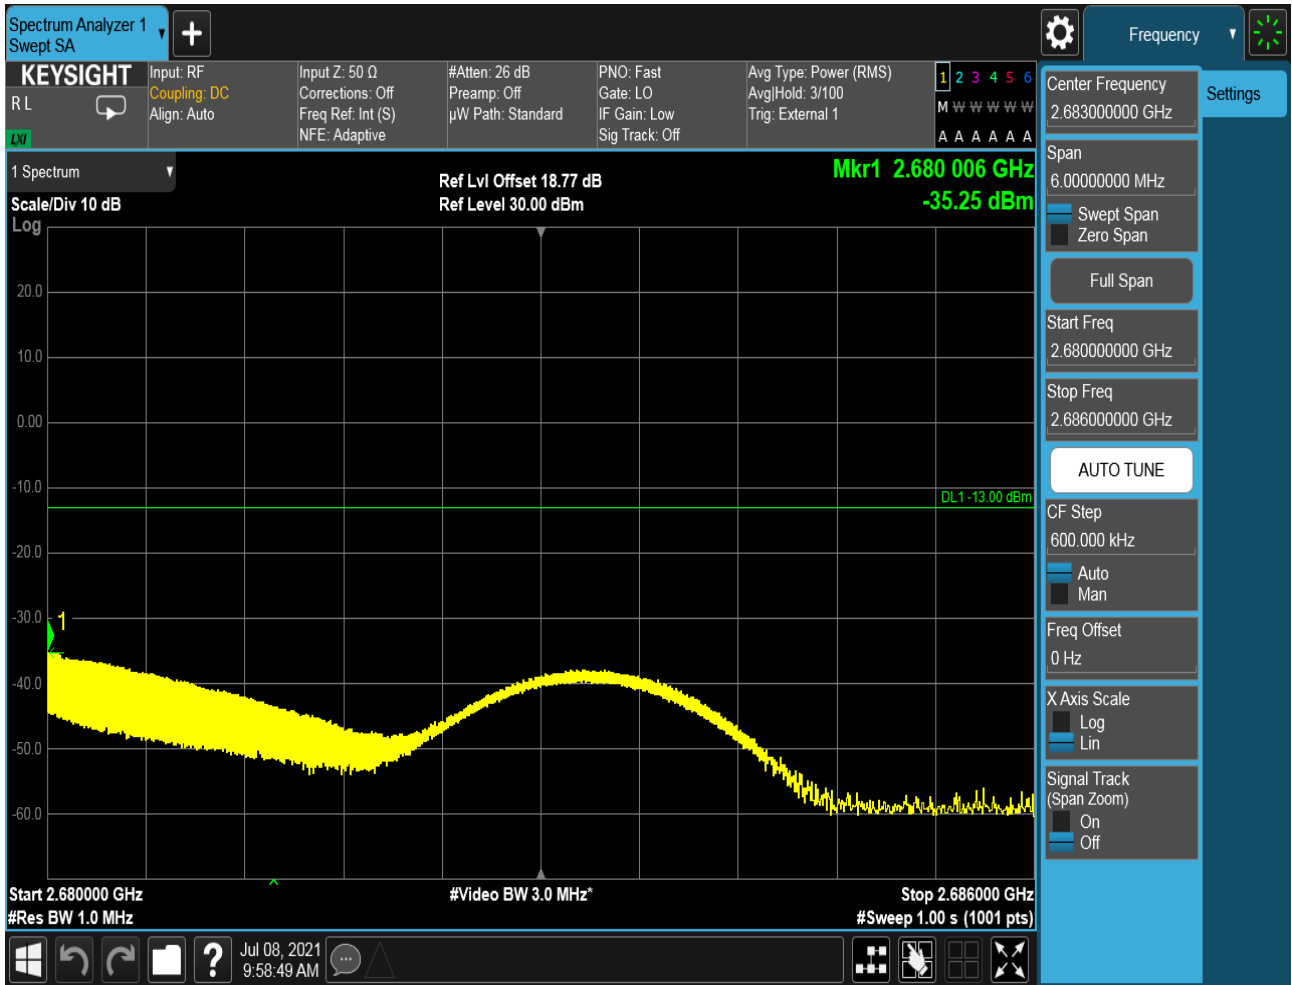 Spectrum Analyzer 1
Swept SA
Frequency
KEYSIGHT
R L
LXI
Input: RF
Coupling: DC
Align: Auto
Input Z: 50 Ω
Corrections: Off
Freq Ref: Int (S)
NFE: Adaptive
#Atten: 26 dB
Preamp: Off
µW Path: Standard
PNO: Fast
Gate: LO
IF Gain: Low
Sig Track: Off
Avg Type: Power (RMS)
Avg|Hold: 3/100
Trig: External 1
1 2 3 4 5 6
M W W W W W
A A A A A A
1 Spectrum
Scale/Div 10 dB
Log
Ref Lvl Offset 18.77 dB
Ref Level 30.00 dBm
Mkr1 2.680 006 GHz
-35.25 dBm
20.0
10.0
0.00
-10.0
DL1 -13.00 dBm
-20.0
-30.0
1
-40.0
-50.0
-60.0
Start 2.680000 GHz
#Res BW 1.0 MHz
#Video BW 3.0 MHz*
Stop 2.686000 GHz
#Sweep 1.00 s (1001 pts)
Jul 08, 2021
9:58:49 AM
Center Frequency
2.683000000 GHz
Settings
Span
6.00000000 MHz
Swept Span
Zero Span
Full Span
Start Freq
2.680000000 GHz
Stop Freq
2.686000000 GHz
AUTO TUNE
CF Step
600.000 kHz
Auto
Man
Freq Offset
0 Hz
X Axis Scale
Log
Lin
Signal Track
(Span Zoom)
On
Off